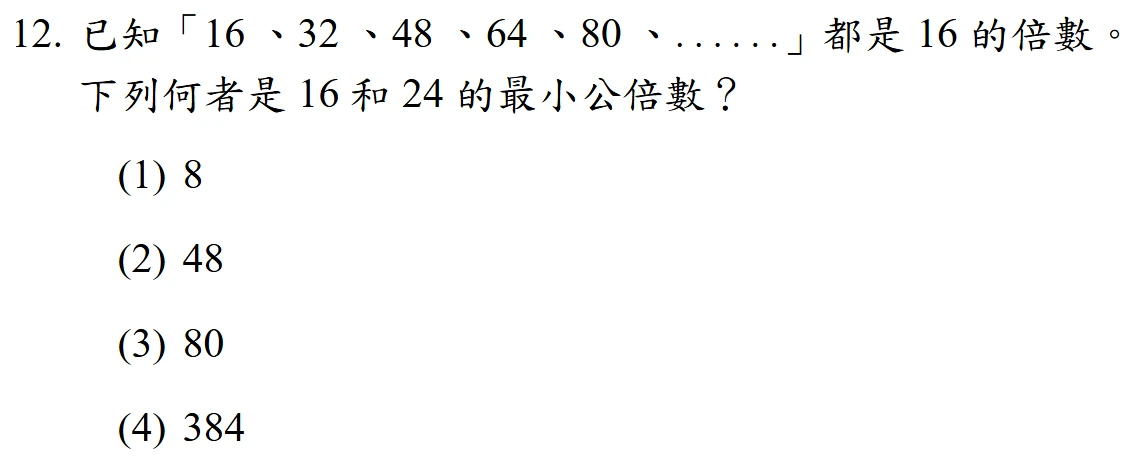 12. 已知「16、32、48、64、80、......」都是 16 的倍數。
下列何者是 16 和 24 的最小公倍數？
(1) 8
(2) 48
(3) 80
(4) 384